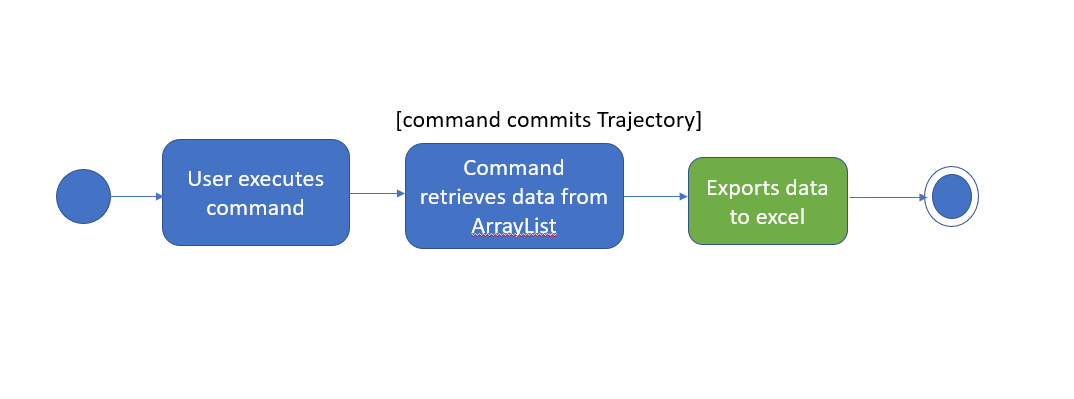 [command commits Trajectory]
User executes
command
Command
retrieves data from
ArrayList
Exports data
to excel